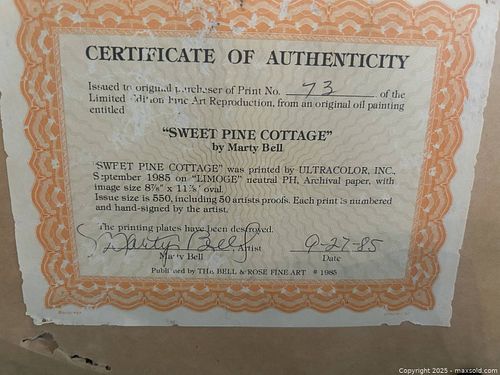 CERTIFICATE OF AUTHENTICITY
Issued to original purchaser of Print No. 73 of the
Limited Edition Fine Art Reproduction, from an original oil painting
entitled
"SWEET PINE COTTAGE"
by Marty Bell
"SWEET PINE COTTAGE" was printed by ULTRACOLOR, INC.,
September 1985 on "LIMOGE" neutral PH, Archival paper, with
image size 8⅞" x 11⅞" oval.
Issue size is 550, including 50 artists proofs. Each print is numbered
and hand-signed by the artist.
The printing plates have been destroyed.
Marty Bell, Artist 9-27-85
Marty Bell Date
Published by THE BELL & ROSE FINE ART © 1985
Copyright 2025 - maxsold.com